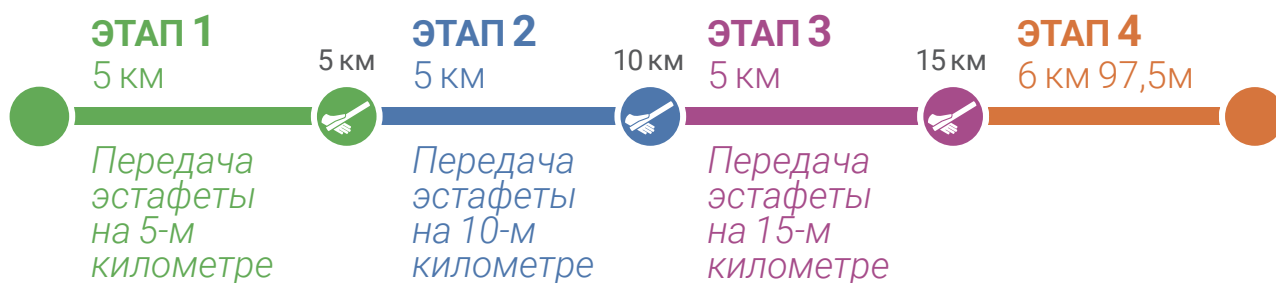 ЭТАП 1
5 км
5 км
ЭТАП 2
5 км
10 км
ЭТАП 3
5 км
15 км
ЭТАП 4
6 км 97,5м
Передача
эстафеты
на 5-м
километре
Передача
эстафеты
на 10-м
километре
Передача
эстафеты
на 15-м
километре